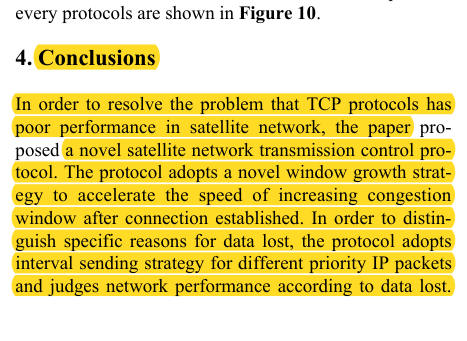 every protocols are shown in Figure 10.
4. Conclusions
In order to resolve the problem that TCP protocols has
poor performance in satellite network, the paper pro-
posed a novel satellite network transmission control pro-
tocol. The protocol adopts a novel window growth strat-
egy to accelerate the speed of increasing congestion
window after connection established. In order to distin-
guish specific reasons for data lost, the protocol adopts
interval sending strategy for different priority IP packets
and judges network performance according to data lost.